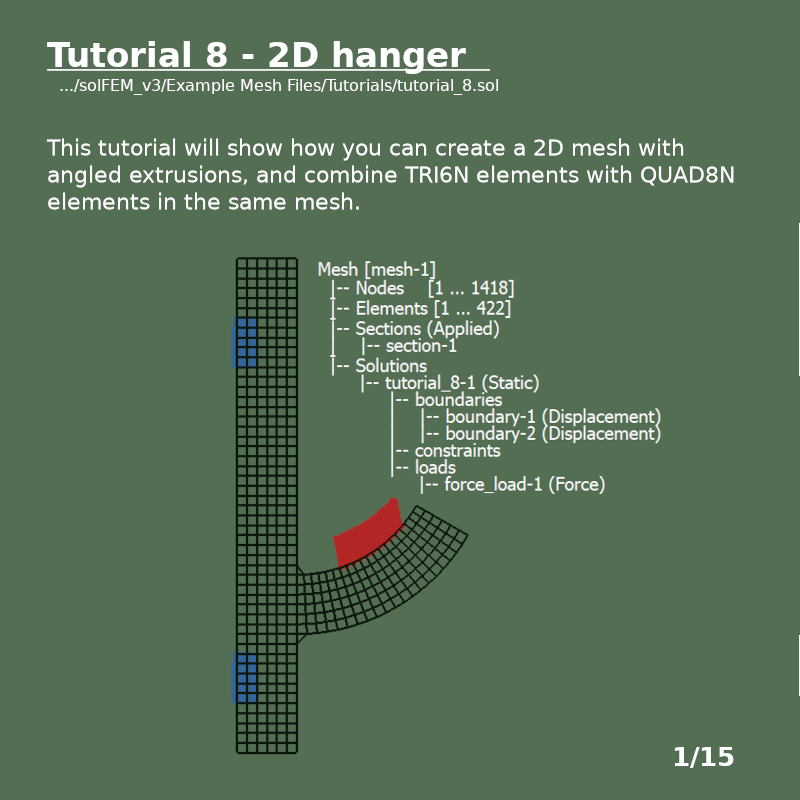 Tutorial 8 - 2D hanger
.../solFEM_v3/Example Mesh Files/Tutorials/tutorial_8.sol
This tutorial will show how you can create a 2D mesh with
angled extrusions, and combine TRI6N elements with QUAD8N
elements in the same mesh.
Mesh [mesh-1]
|-- Nodes [1 ... 1418]
|-- Elements [1 ... 422]
|-- Sections (Applied)
| |-- section-1
|-- Solutions
|-- tutorial_8-1 (Static)
|-- boundaries
| |-- boundary-1 (Displacement)
| |-- boundary-2 (Displacement)
|-- constraints
|-- loads
|-- force_load-1 (Force)
1/15